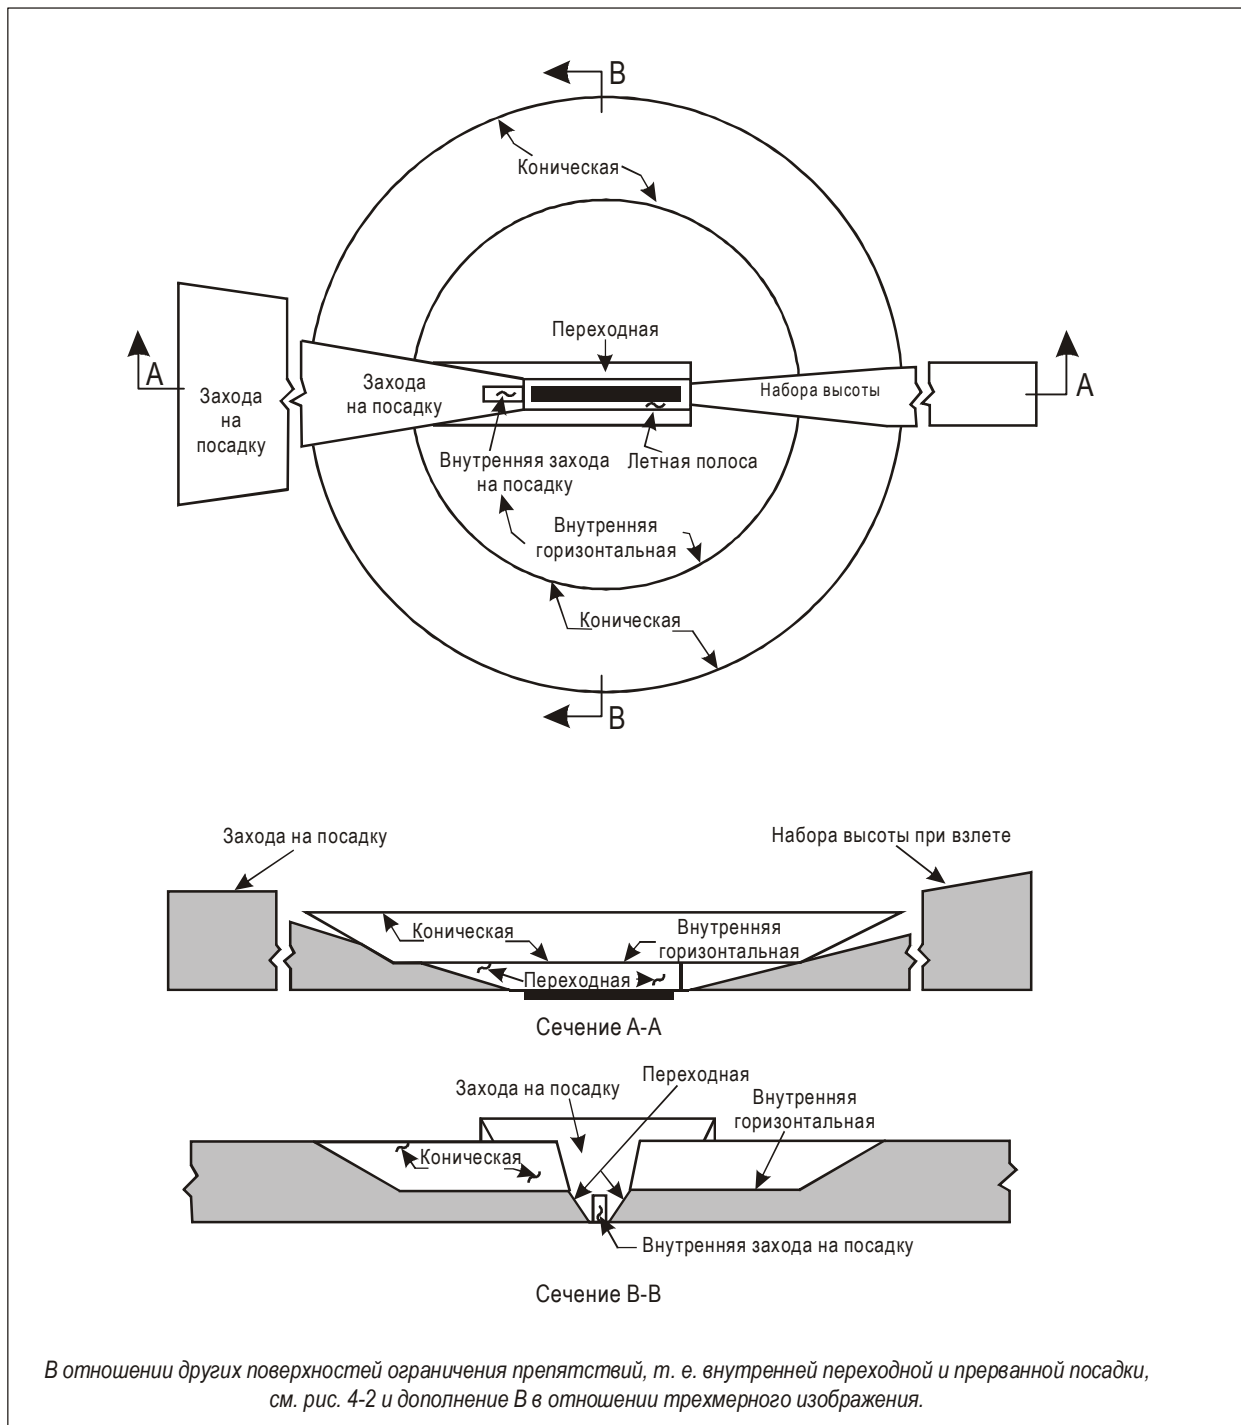 B
Коническая
Переходная
A
Захода
на
посадку
Захода
на посадку
Набора высоты
A
Внутренняя захода
на посадку
Летная полоса
Внутренняя
горизонтальная
Коническая
B
Захода на посадку
Набора высоты при взлете
Коническая
Внутренняя
горизонтальная
Переходная
Сечение A-A
Переходная
Захода на посадку
Внутренняя
горизонтальная
Коническая
Внутренняя захода на посадку
Сечение B-B
В отношении других поверхностей ограничения препятствий, т. е. внутренней переходной и прерванной посадки,
см. рис. 4-2 и дополнение B в отношении трехмерного изображения.